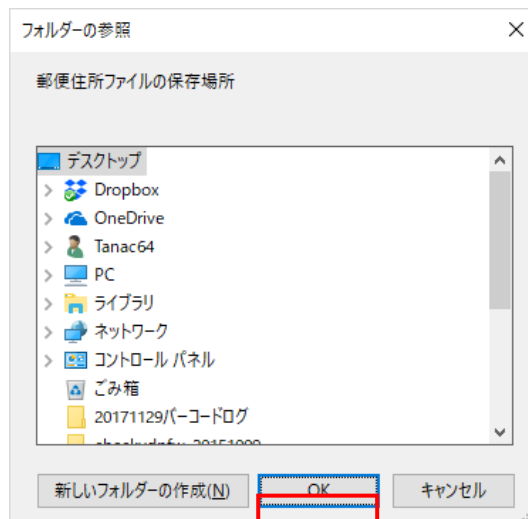 フォルダーの参照
郵便住所ファイルの保存場所
デスクトップ
Dropbox
OneDrive
Tanac64
PC
ライブラリ
ネットワーク
コントロール パネル
ごみ箱
20171129バーコードログ
新しいフォルダーの作成(N)
OK
キャンセル